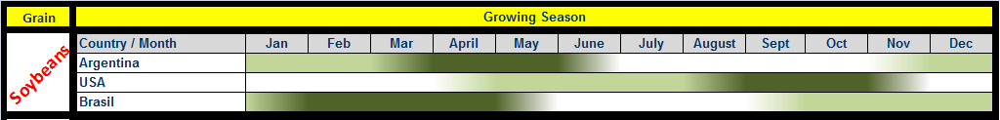 Grain
Growing Season
Soybeans
Country / Month Jan Feb Mar April May June July August Sept Oct Nov Dec
Argentina
USA
Brasil